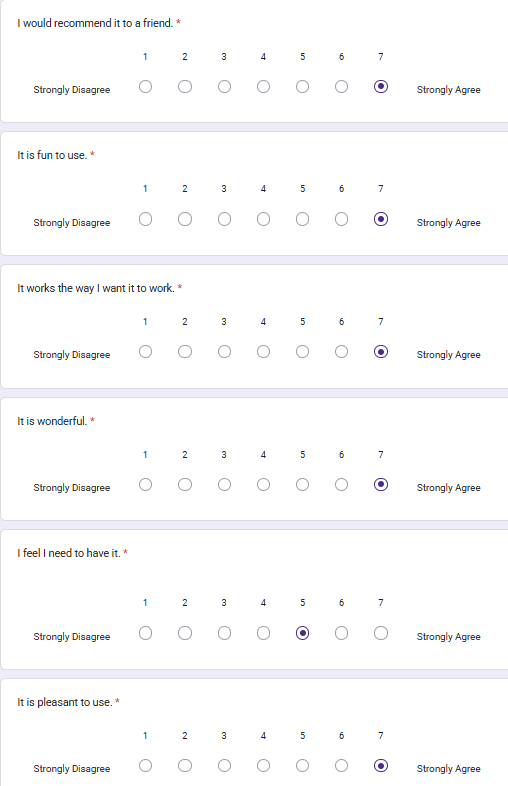 I would recommend it to a friend. *
1 2 3 4 5 6 7
Strongly Disagree Strongly Agree
It is fun to use. *
1 2 3 4 5 6 7
Strongly Disagree Strongly Agree
It works the way I want it to work. *
1 2 3 4 5 6 7
Strongly Disagree Strongly Agree
It is wonderful. *
1 2 3 4 5 6 7
Strongly Disagree Strongly Agree
I feel I need to have it. *
1 2 3 4 5 6 7
Strongly Disagree Strongly Agree
It is pleasant to use. *
1 2 3 4 5 6 7
Strongly Disagree Strongly Agree